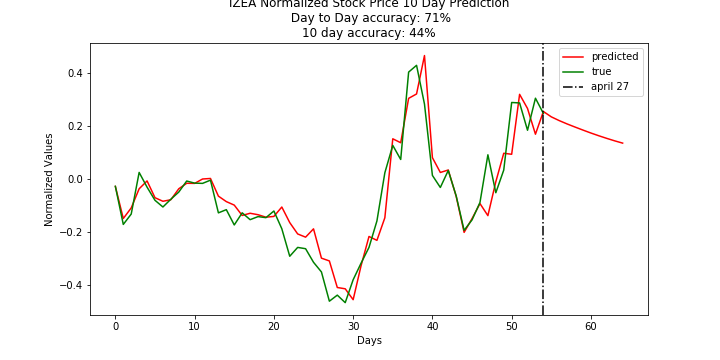 IZEA Normalized Stock Price 10 Day Prediction
Day to Day accuracy: 71%
10 day accuracy: 44%
predicted
true
april 27
Normalized Values
0.4
0.2
0.0
−0.2
−0.4
0 10 20 30 40 50 60
Days